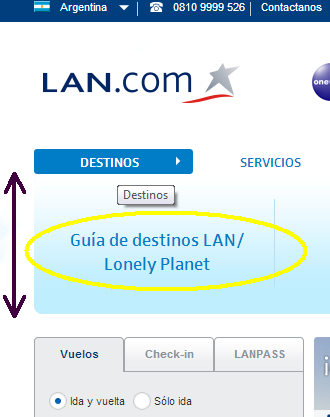 Argentina 0810 9999 526 Contactanos
LAN.com
one
DESTINOS SERVICIOS
Destinos
Guía de destinos LAN/
Lonely Planet
Vuelos Check-in LANPASS
Ida y vuelta Sólo ida